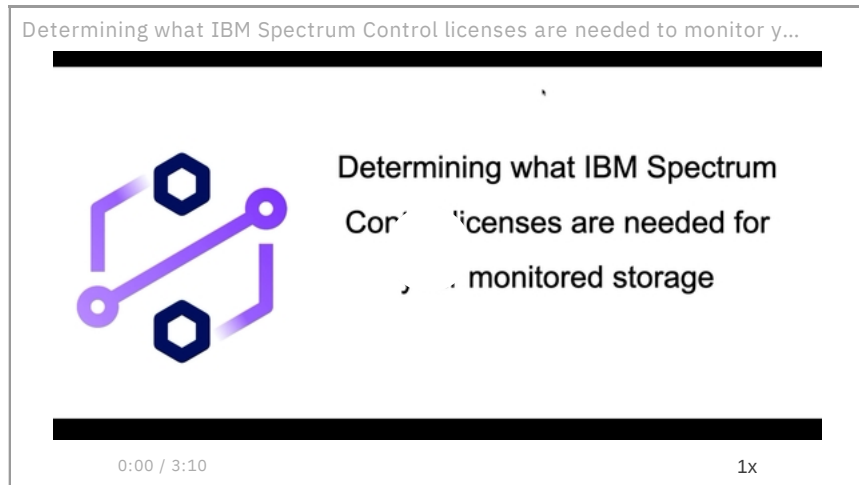 Determining what IBM Spectrum Control licenses are needed to monitor y...
Determining what IBM Spectrum
licenses are needed for
monitored storage
0:00 / 3:10
1x